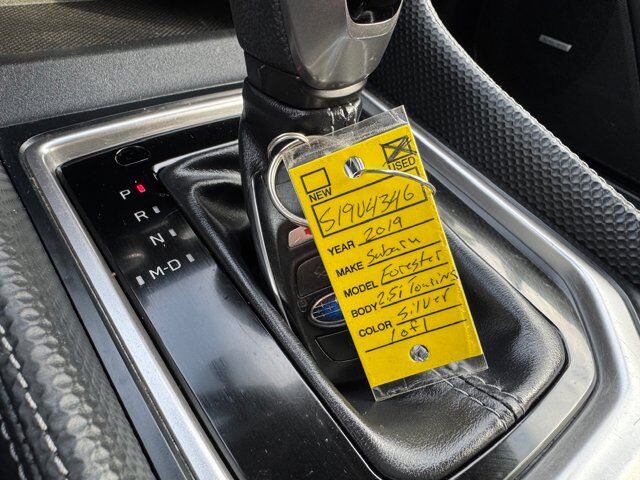 P
R
N
M-D
NEW
USED
S19U4346
YEAR 2019
MAKE Subaru
MODEL Forester
BODY 2.5i Touring
COLOR Silver
1 of 1